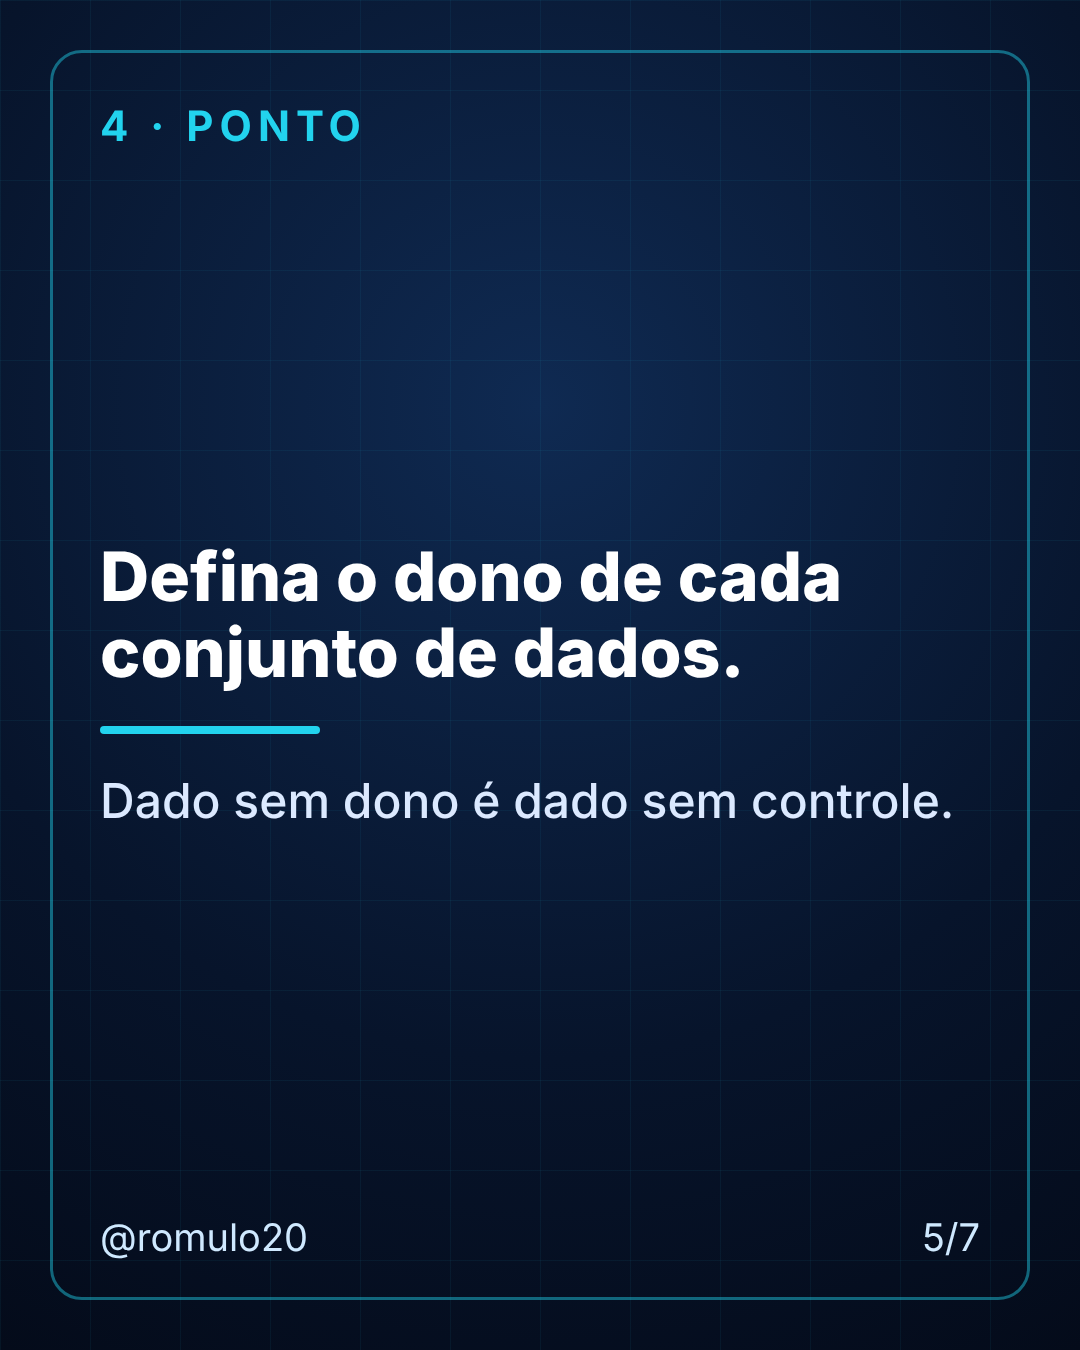 4 · PONTO
Defina o dono de cada
conjunto de dados.
Dado sem dono é dado sem controle.
@romulo20
5/7